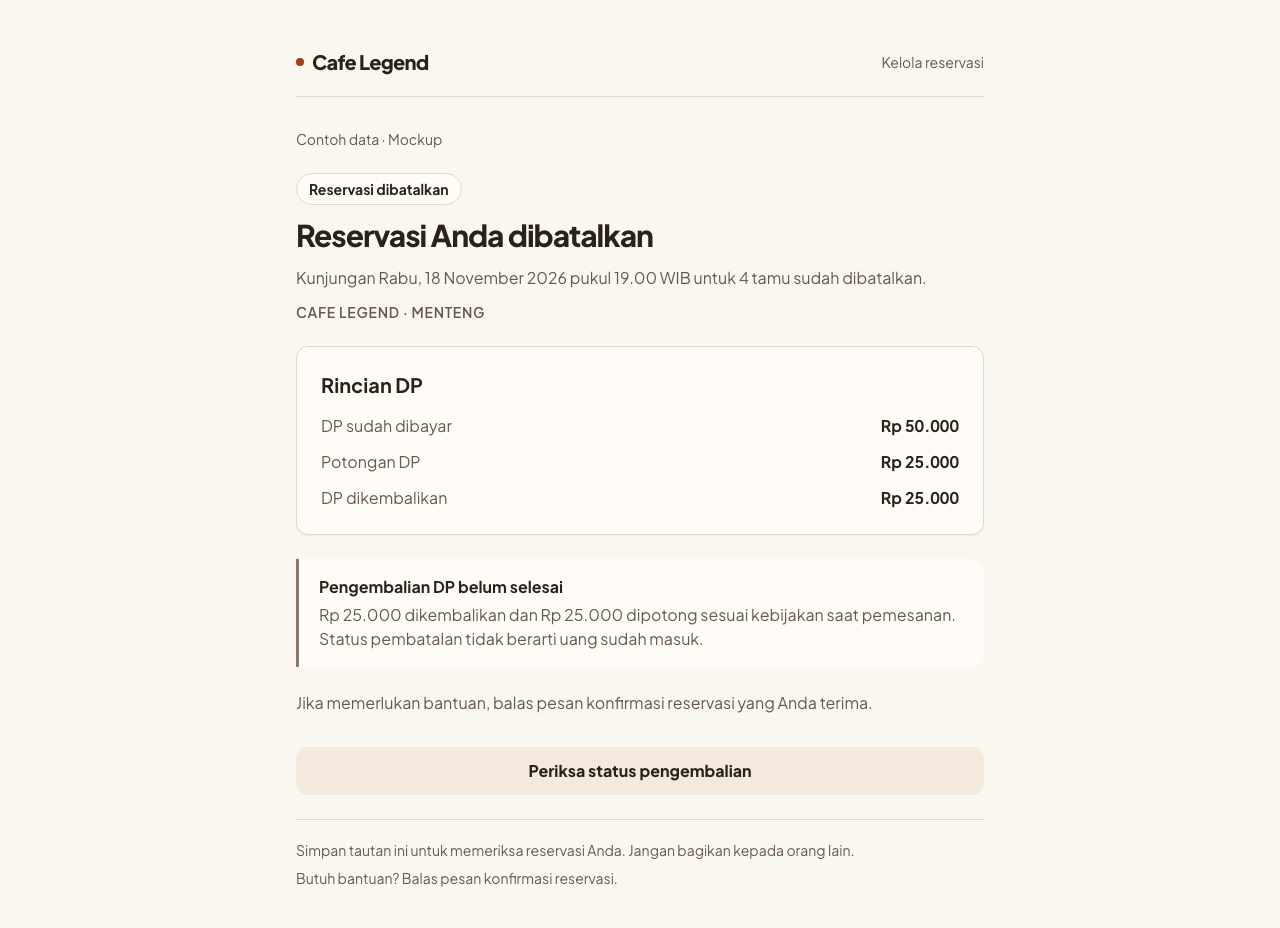 Cafe Legend
Kelola reservasi
Contoh data · Mockup
Reservasi dibatalkan
Reservasi Anda dibatalkan
Kunjungan Rabu, 18 November 2026 pukul 19.00 WIB untuk 4 tamu sudah dibatalkan.
CAFE LEGEND · MENTENG
Rincian DP
DP sudah dibayar Rp 50.000
Potongan DP Rp 25.000
DP dikembalikan Rp 25.000
Pengembalian DP belum selesai
Rp 25.000 dikembalikan dan Rp 25.000 dipotong sesuai kebijakan saat pemesanan.
Status pembatalan tidak berarti uang sudah masuk.
Jika memerlukan bantuan, balas pesan konfirmasi reservasi yang Anda terima.
Periksa status pengembalian
Simpan tautan ini untuk memeriksa reservasi Anda. Jangan bagikan kepada orang lain.
Butuh bantuan? Balas pesan konfirmasi reservasi.